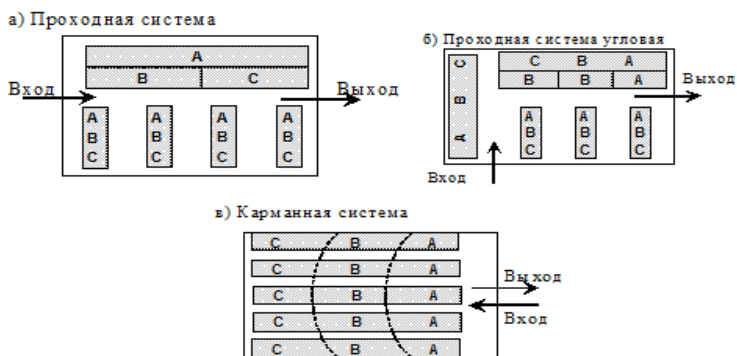 а) Проходная система
A
B C
Вход
Выход
A A A A
B B B B
C C C C
б) Проходная система угловая
C B A
B B A
A B C
Выход
A A A
B B B
C C C
Вход
в) Карманная система
C B A
C B A
C B A
C B A
C B A
Выход
Вход